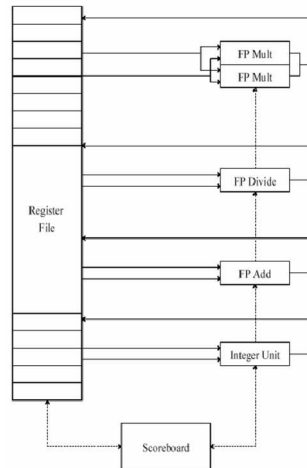 FP Mult
FP Mult
FP Divide
Register
File
FP Add
Integer Unit
Scoreboard